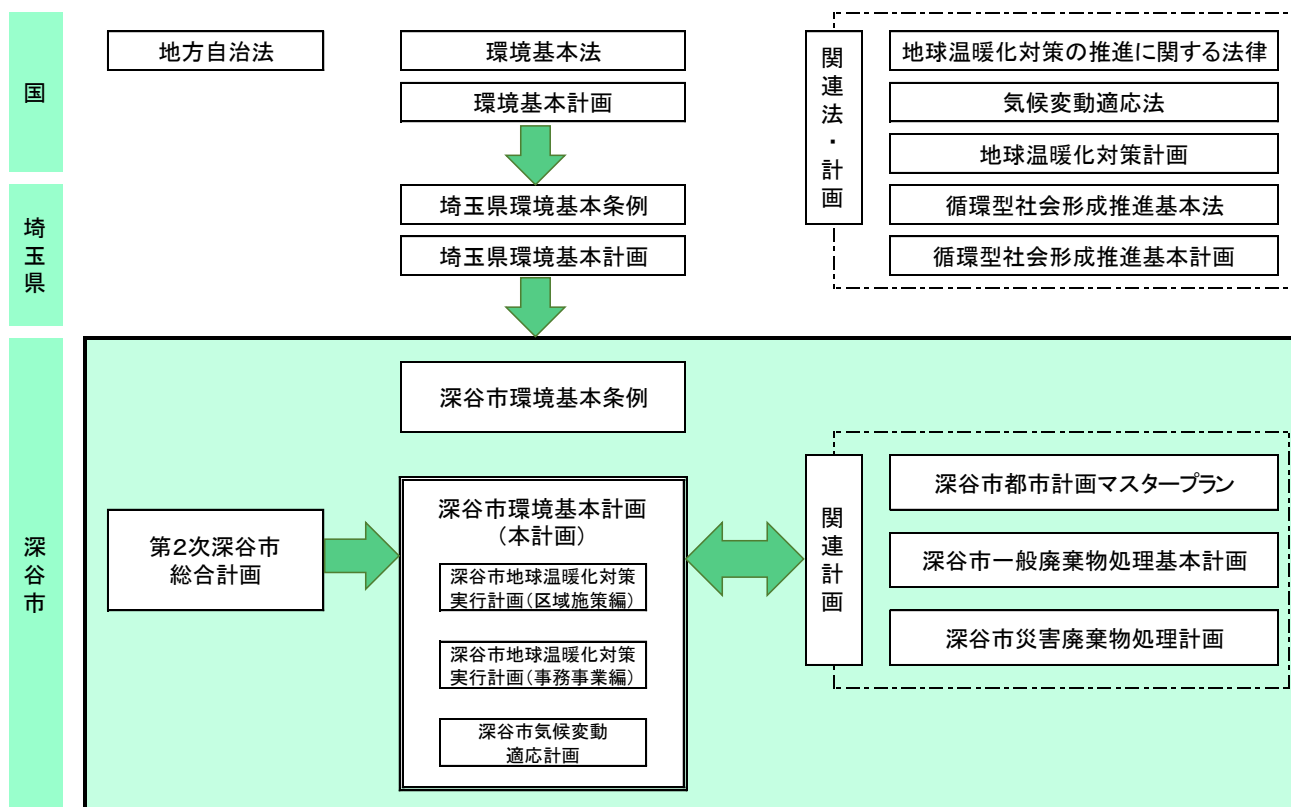 国
地方自治法
環境基本法
環境基本計画
関連法・計画
地球温暖化対策の推進に関する法律
気候変動適応法
地球温暖化対策計画
循環型社会形成推進基本法
循環型社会形成推進基本計画
埼玉県
埼玉県環境基本条例
埼玉県環境基本計画
深谷市
深谷市環境基本条例
第2次深谷市
総合計画
深谷市環境基本計画
（本計画）
深谷市地球温暖化対策
実行計画（区域施策編）
深谷市地球温暖化対策
実行計画（事務事業編）
深谷市気候変動
適応計画
関連計画
深谷市都市計画マスタープラン
深谷市一般廃棄物処理基本計画
深谷市災害廃棄物処理計画